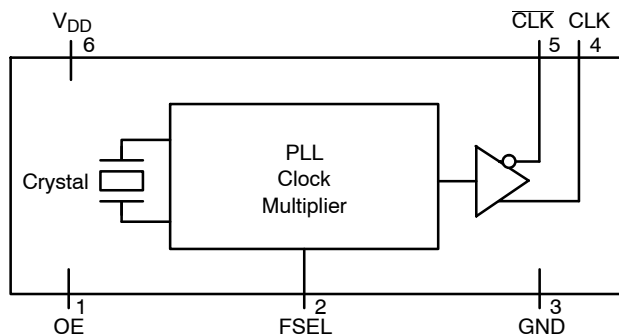 VDD
CLK CLK
6
5 4
PLL
Clock
Multiplier
Crystal
1 2 3
OE FSEL GND